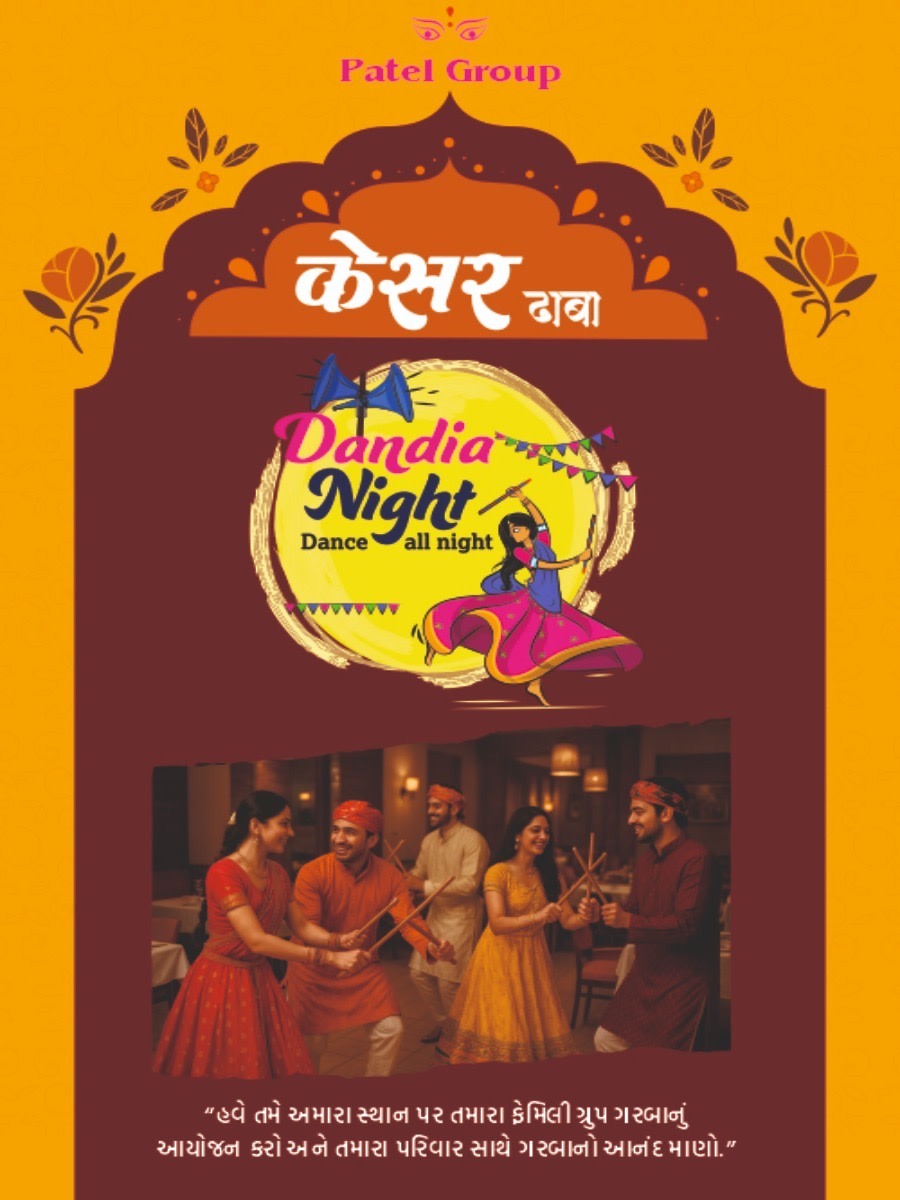 Patel Group
केसर ढाबा
Dandia
Night
Dance all night
“હવે તમે અમારા સ્થાન પર તમારા ફેમિલી ગ્રુપ ગરબાનું
આયોજન કરો અને તમારા પરિવાર સાથે ગરબાનો આનંદ માણો.”